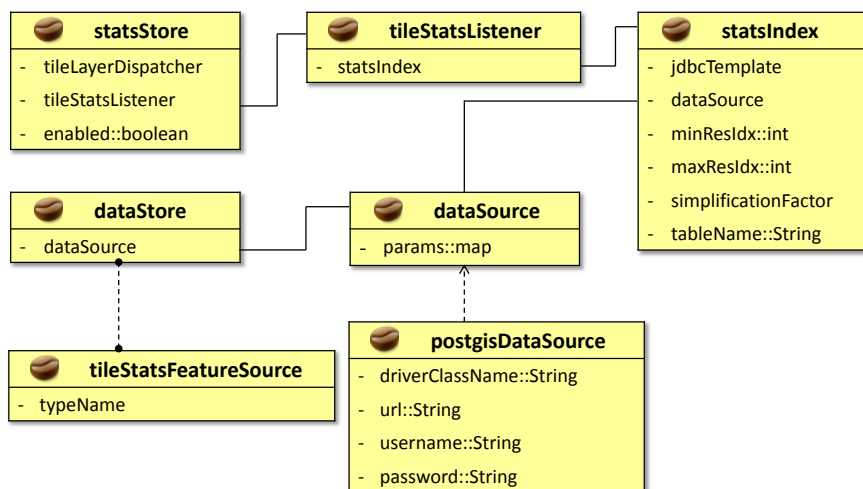 statsStore
- tileLayerDispatcher
- tileStatsListener
- enabled::boolean
tileStatsListener
- statsIndex
statsIndex
- jdbcTemplate
- dataSource
- minResIdx::int
- maxResIdx::int
- simplificationFactor
- tableName::String
dataStore
- dataSource
dataSource
- params::map
tileStatsFeatureSource
- typeName
postgisDataSource
- driverClassName::String
- url::String
- username::String
- password::String